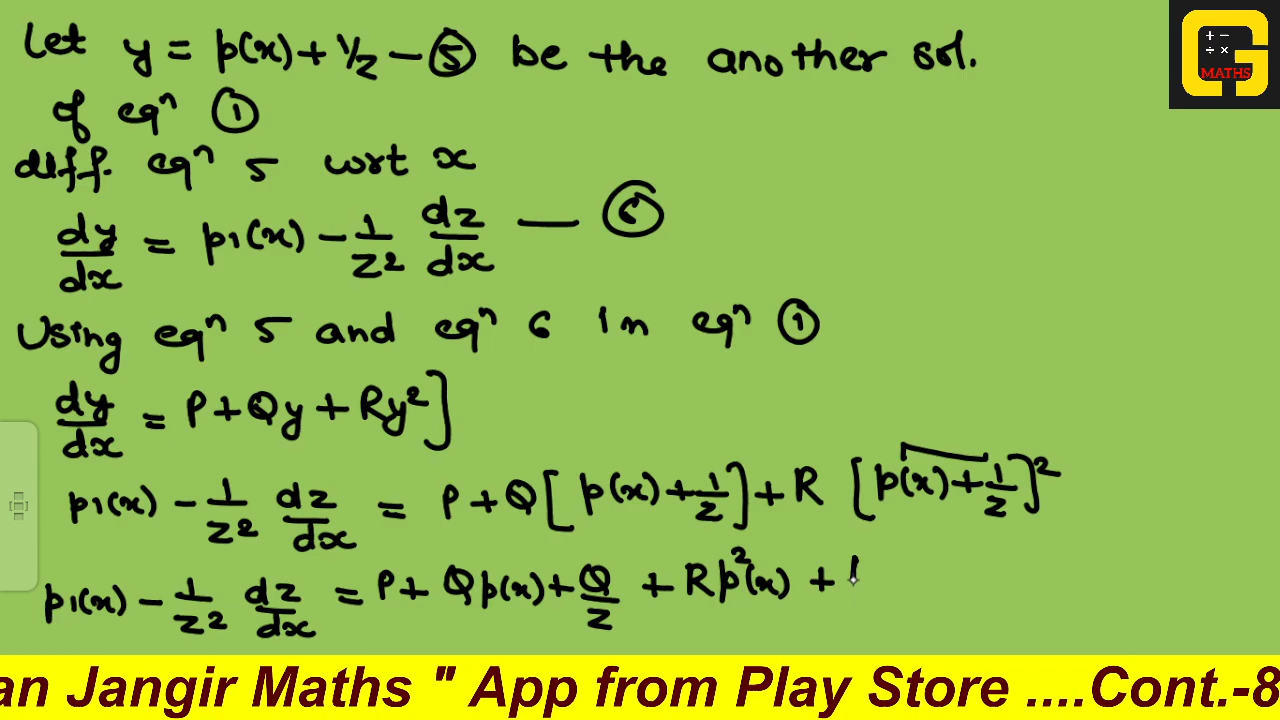 Let y = p(x) + 1/z — ⑤ be the another sol.
of eqⁿ ①
diff. eqⁿ 5 wrt x
dy/dx = p1(x) - 1/z² dz/dx — ⑥
Using eqⁿ 5 and eqⁿ 6 in eqⁿ ①
dy/dx = P + Qy + Ry² ]
p1(x) - 1/z² dz/dx = P + Q [ p(x) + 1/z ] + R [ p(x) + 1/z ]²
p1(x) - 1/z² dz/dx = P + Qp(x) + Q/z + Rp²(x) +
+ −
÷ ×
MATHS
an Jangir Maths " App from Play Store ....Cont.-8